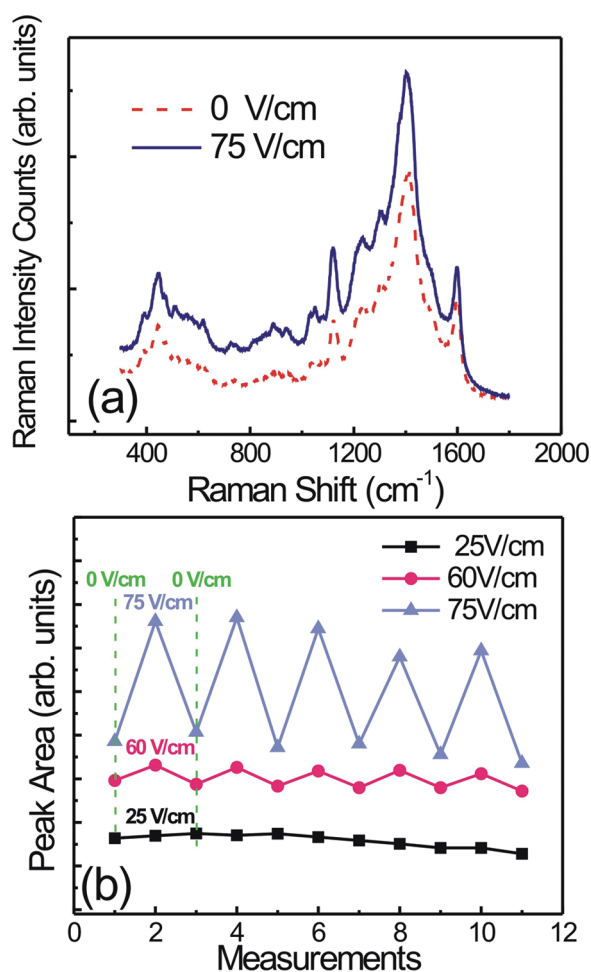 Raman Intensity Counts (arb. units)
0 V/cm
75 V/cm
(a)
400 800 1200 1600 2000
Raman Shift (cm-1)
Peak Area (arb. units)
25V/cm
60V/cm
75V/cm
0 V/cm 0 V/cm
75 V/cm
60 V/cm
25 V/cm
(b)
0 2 4 6 8 10 12
Measurements